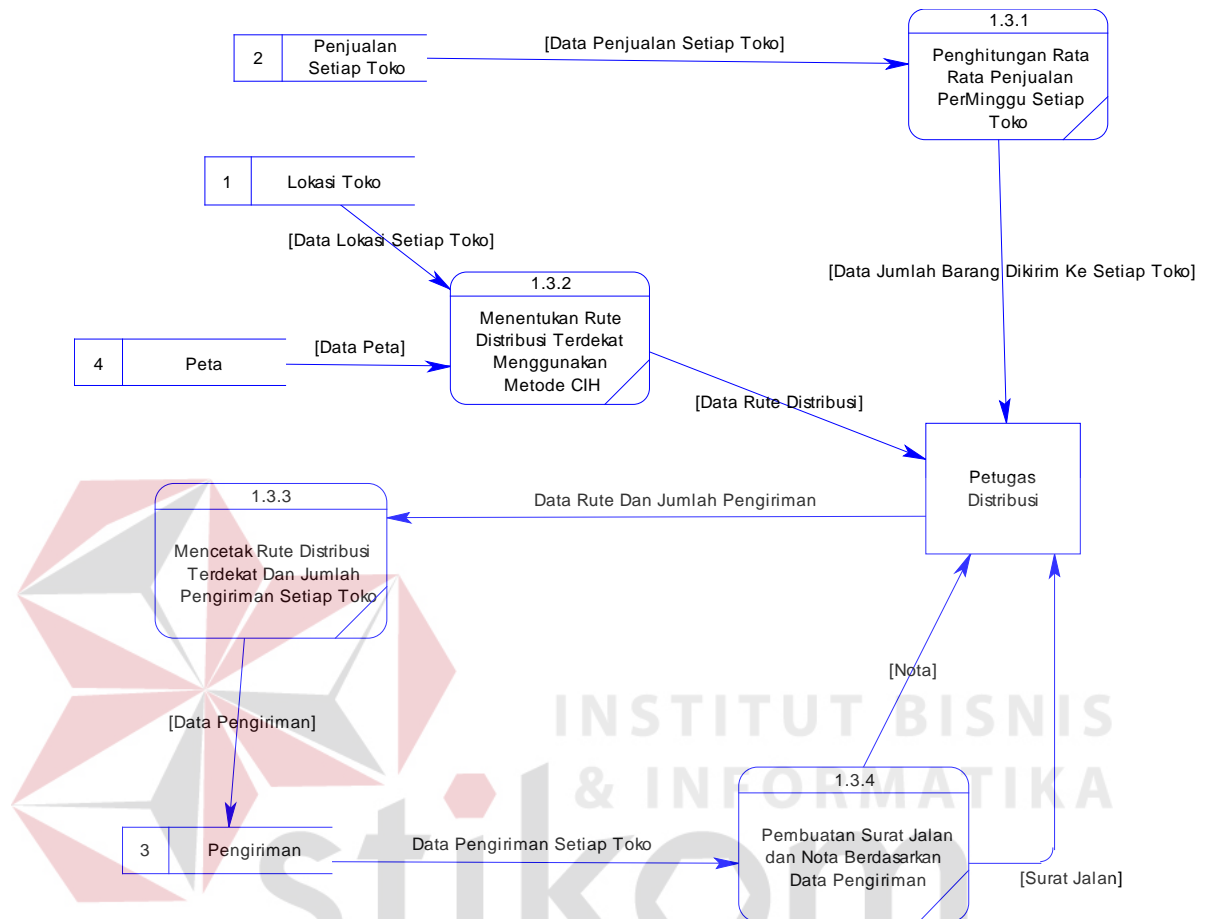 1.3.1
2
Penjualan
Setiap Toko
[Data Penjualan Setiap Toko]
Penghitungan Rata
Rata Penjualan
PerMinggu Setiap
Toko
1
Lokasi Toko
[Data Lokasi Setiap Toko]
[Data Jumlah Barang Dikirim Ke Setiap Toko]
1.3.2
Menentukan Rute
Distribusi Terdekat
Menggunakan
Metode CIH
4
Peta
[Data Peta]
[Data Rute Distribusi]
Petugas
Distribusi
1.3.3
Data Rute Dan Jumlah Pengiriman
Mencetak Rute Distribusi
Terdekat Dan Jumlah
Pengiriman Setiap Toko
[Nota]
[Data Pengiriman]
INSTITUT BISNIS
& INFORMATIKA
stikom
1.3.4
3
Pengiriman
Data Pengiriman Setiap Toko
Pembuatan Surat Jalan
dan Nota Berdasarkan
Data Pengiriman
[Surat Jalan]